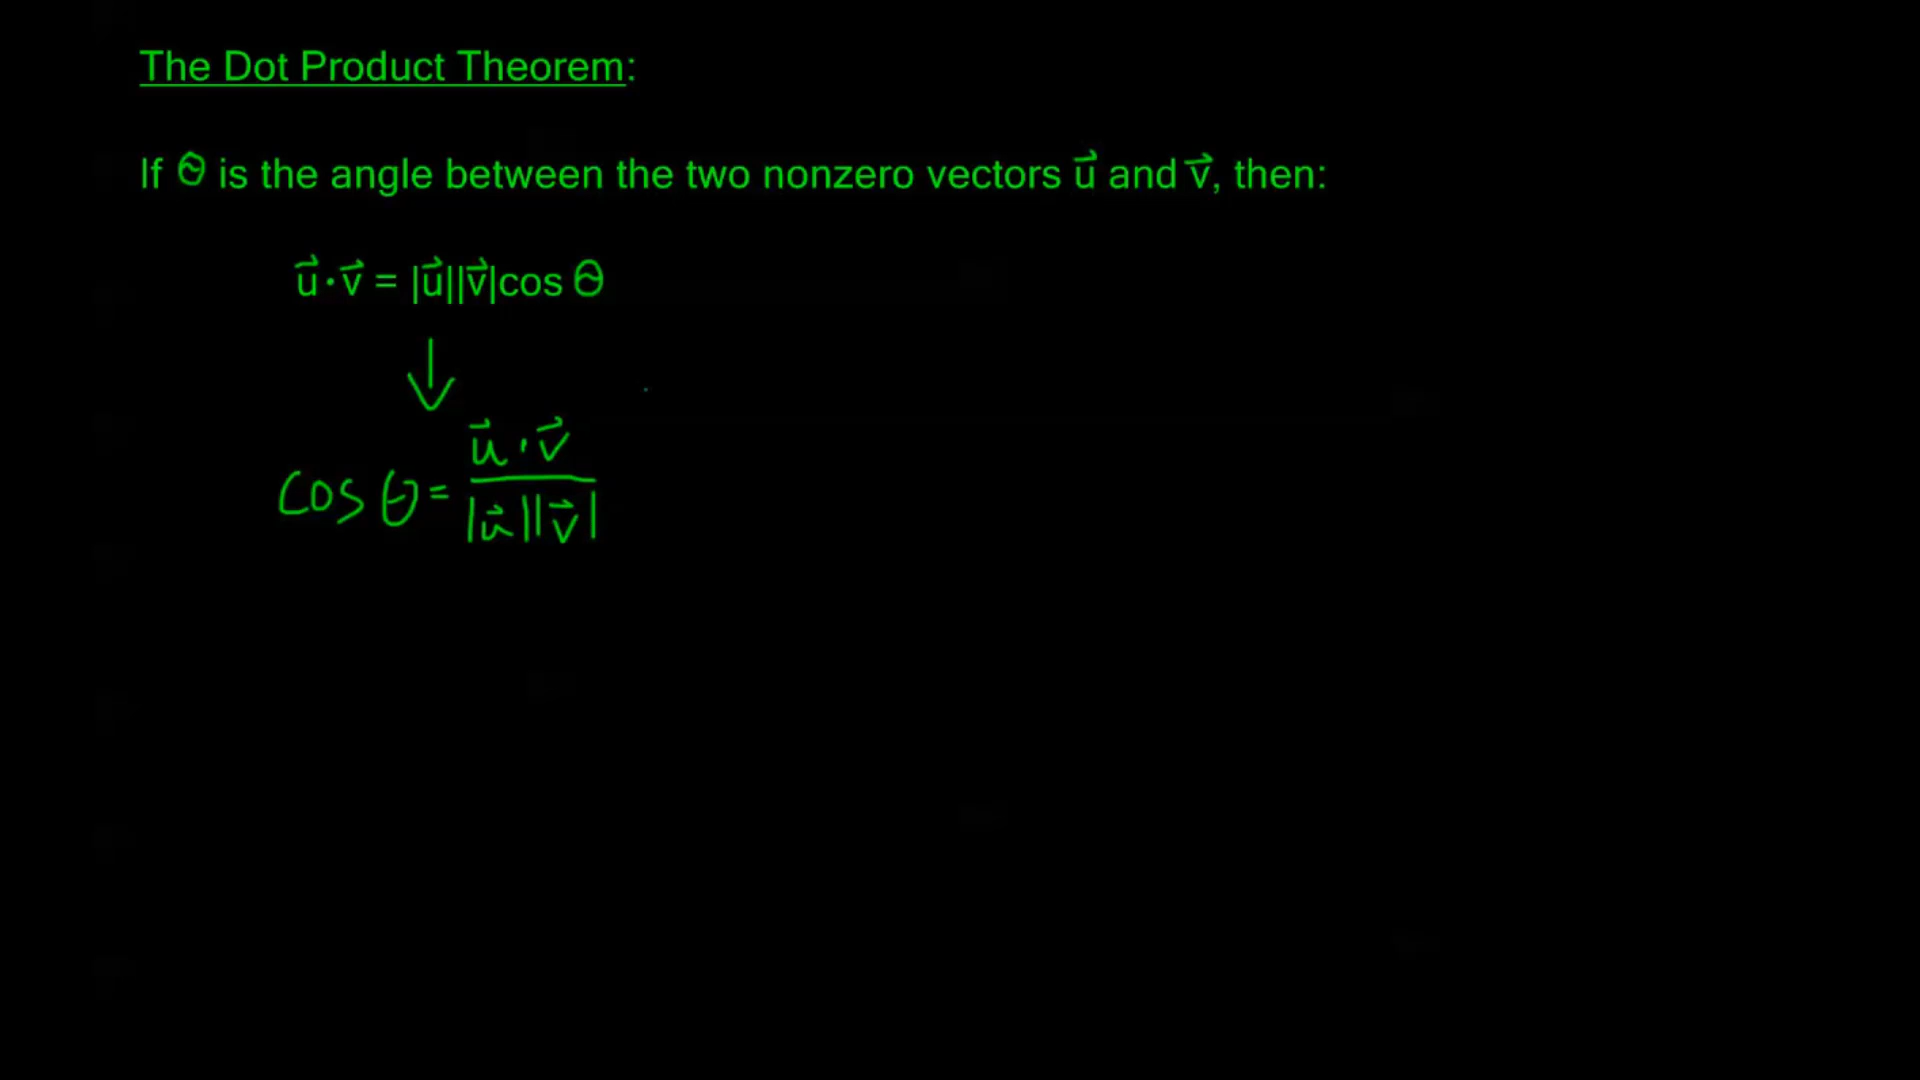 The Dot Product Theorem:
If θ is the angle between the two nonzero vectors u⃗ and v⃗, then:
u⃗·v⃗ = |u⃗||v⃗|cos θ
↓
cos θ = u⃗·v⃗ / |u⃗||v⃗|